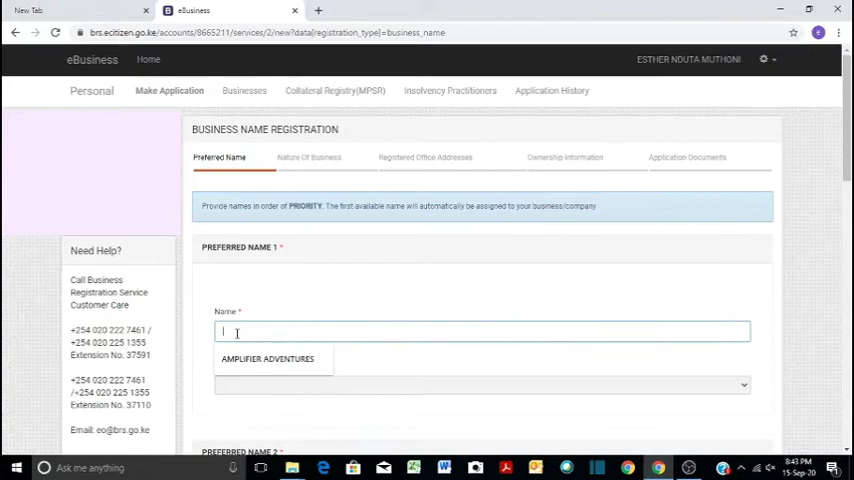 New Tab
eBusiness
brs.ecitizen.go.ke/accounts/8665211/services/2/new?data[registration_type]=business_name
eBusiness
Home
ESTHER NDUTA MUTHONI
Personal
Make Application
Businesses
Collateral Registry(MPSR)
Insolvency Practitioners
Application History
BUSINESS NAME REGISTRATION
Preferred Name
Nature Of Business
Registered Office Addresses
Ownership Information
Application Documents
Provide names in order of PRIORITY. The first available name will automatically be assigned to your business/company
PREFERRED NAME 1 *
Name *
AMPLIFIER ADVENTURES
PREFERRED NAME 2 *
Need Help?
Call Business
Registration Service
Customer Care
+254 020 222 7461 /
+254 020 225 1355
Extension No. 37591
+254 020 222 7461
/+254 020 225 1355
Extension No. 37110
Email: eo@brs.go.ke
Ask me anything
8:43 PM
15-Sep-20